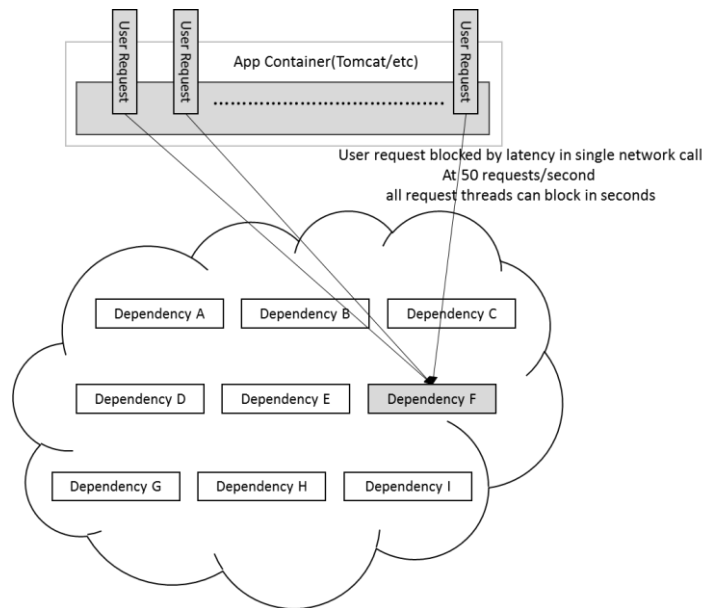 User Request
User Request
User Request
App Container(Tomcat/etc)
User request blocked by latency in single network call
At 50 requests/second
all request threads can block in seconds
Dependency A
Dependency B
Dependency C
Dependency D
Dependency E
Dependency F
Dependency G
Dependency H
Dependency I